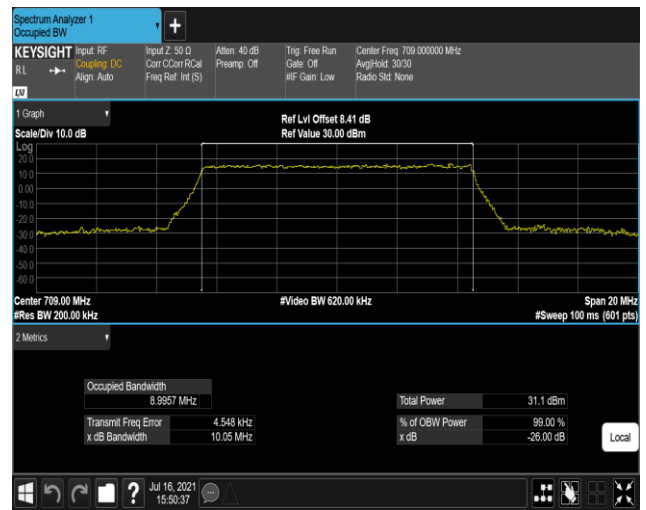 Spectrum Analyzer 1
Occupied BW
+
KEYSIGHT Input: RF Input Z: 50 Ω Atten: 40 dB Trig: Free Run Center Freq: 709.000000 MHz
RL Coupling: DC Corr CCorr RCal Preamp: Off Gate: Off Avg|Hold: 30/30
Align: Auto Freq Ref: Int (S) #IF Gain: Low Radio Std: None
LXI
1 Graph
Ref Lvl Offset 8.41 dB
Scale/Div 10.0 dB Ref Value 30.00 dBm
Log
20.0
10.0
0.00
-10.0
-20.0
-30.0
-40.0
-50.0
-60.0
Center 709.00 MHz #Video BW 620.00 kHz Span 20 MHz
#Res BW 200.00 kHz #Sweep 100 ms (601 pts)
2 Metrics
Occupied Bandwidth
8.9957 MHz Total Power 31.1 dBm
Transmit Freq Error 4.548 kHz % of OBW Power 99.00 %
x dB Bandwidth 10.05 MHz x dB -26.00 dB
Local
? Jul 16, 2021
15:50:37